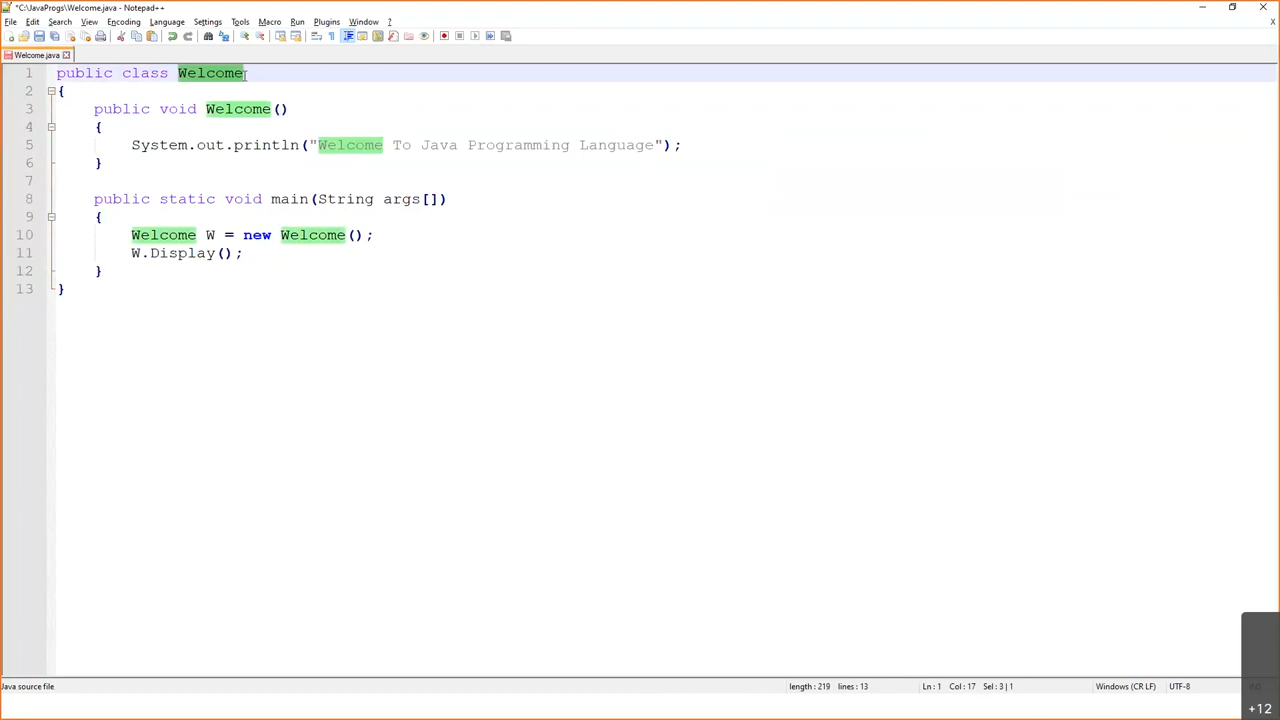 *C:\JavaProgs\Welcome.java - Notepad++
File Edit Search View Encoding Language Settings Tools Macro Run Plugins Window ?
X
Welcome.java
1 public class Welcome
2 {
3 public void Welcome()
4 {
5 System.out.println("Welcome To Java Programming Language");
6 }
7
8 public static void main(String args[])
9 {
10 Welcome W = new Welcome();
11 W.Display();
12 }
13 }
Java source file length : 219 lines : 13 Ln : 1 Col : 17 Sel : 3 | 1 Windows (CR LF) UTF-8
+12